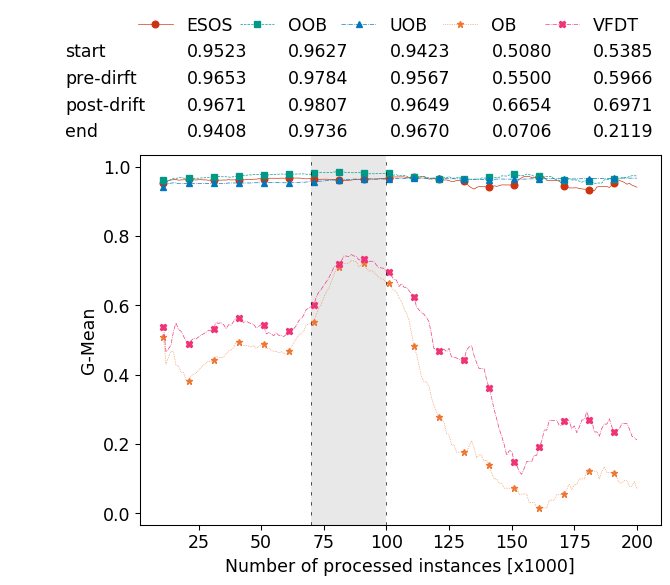 ESOS OOB UOB OB VFDT
start 0.9523 0.9627 0.9423 0.5080 0.5385
pre-dirft 0.9653 0.9784 0.9567 0.5500 0.5966
post-drift 0.9671 0.9807 0.9649 0.6654 0.6971
end 0.9408 0.9736 0.9670 0.0706 0.2119
1.0
0.8
0.6
0.4
0.2
0.0
G-Mean
25 50 75 100 125 150 175 200
Number of processed instances [x1000]